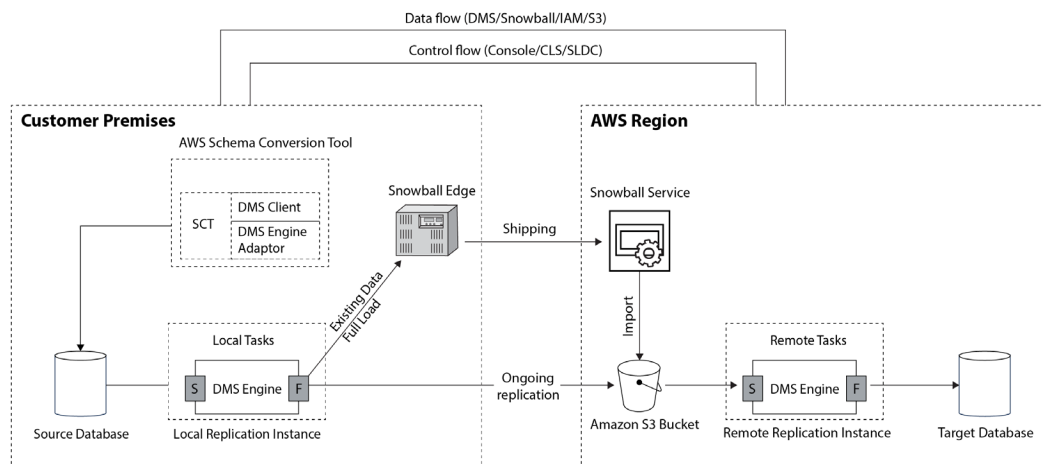 Data flow (DMS/Snowball/IAM/S3)
Control flow (Console/CLS/SLDC)
Customer Premises
AWS Schema Conversion Tool
SCT
DMS Client
DMS Engine
Adaptor
Snowball Edge
Shipping
Existing Data
Full Load
Local Tasks
S
DMS Engine
F
Source Database
Local Replication Instance
Ongoing
replication
AWS Region
Snowball Service
Import
Amazon S3 Bucket
Remote Tasks
S
DMS Engine
F
Remote Replication Instance
Target Database